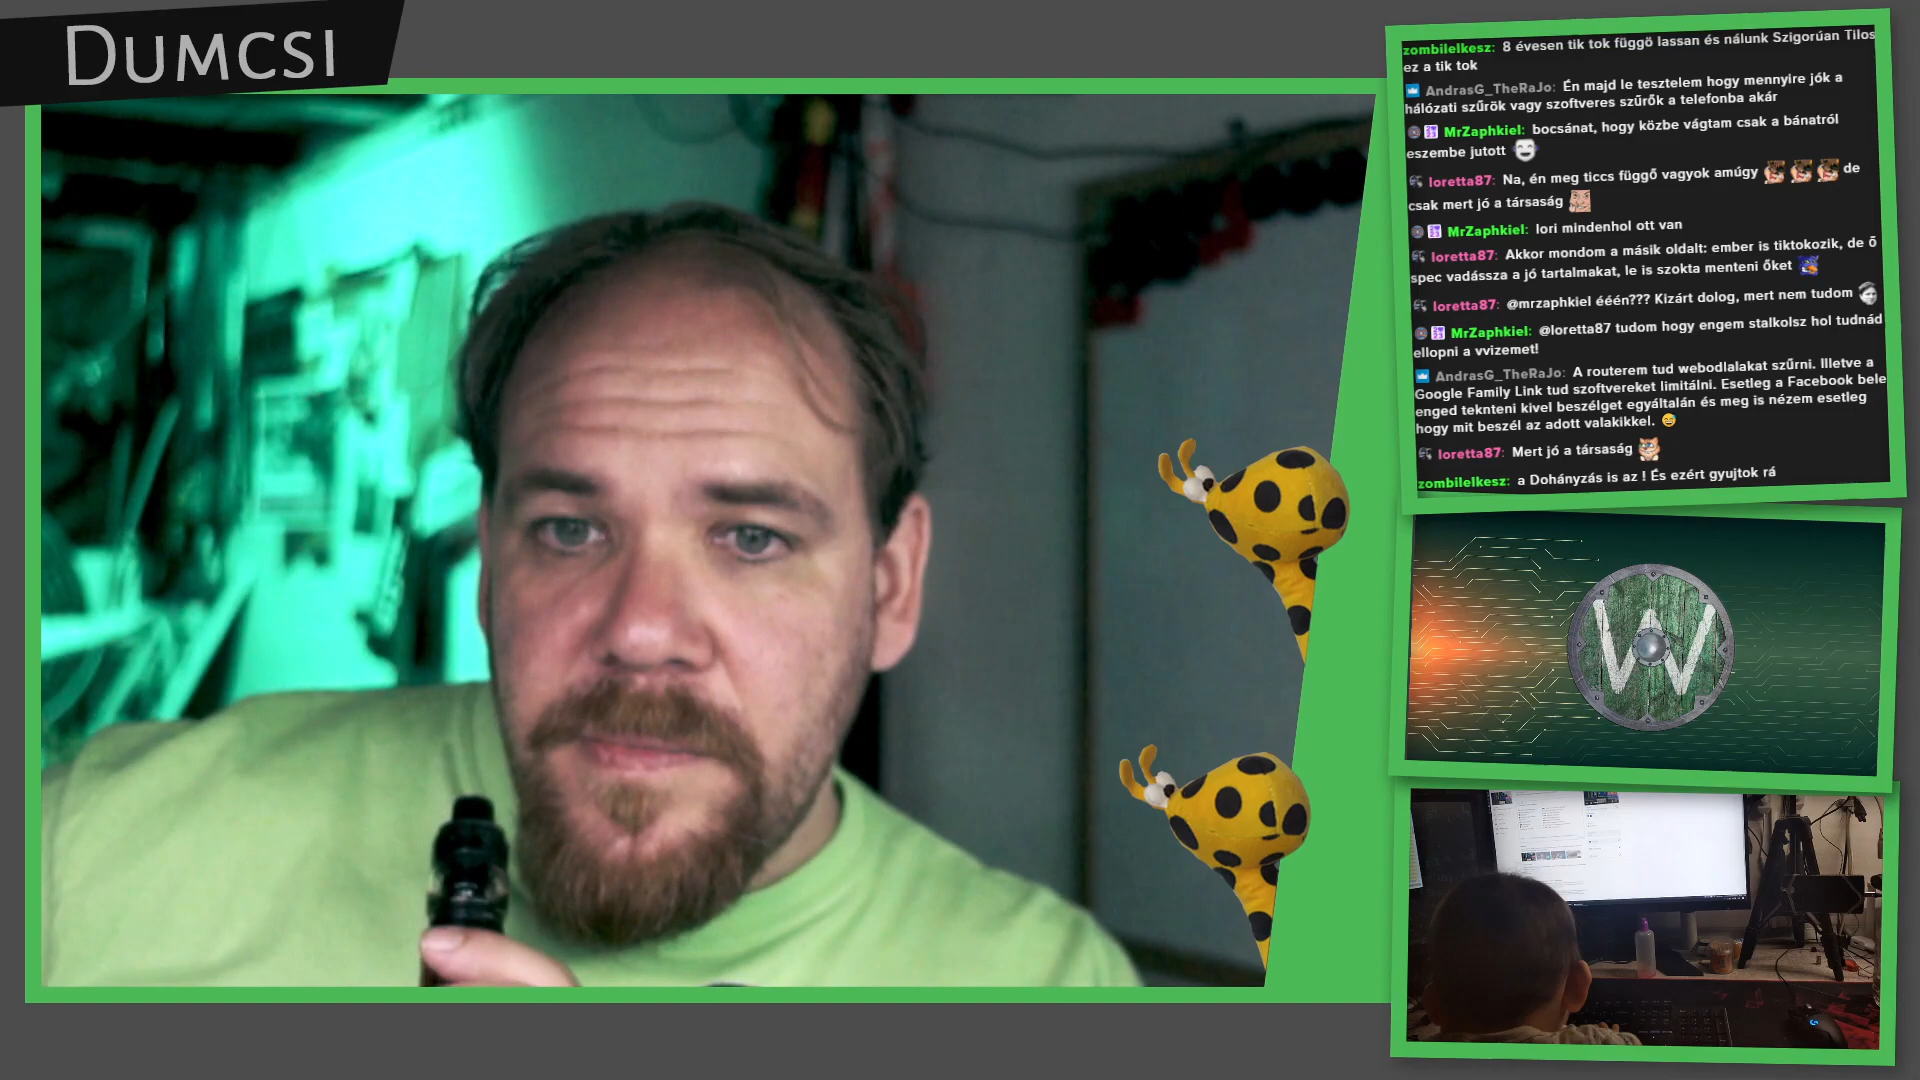 DUMCSI
zombilelkesz: 8 évesen tik tok függö lassan és nálunk Szigorúan Tilos
ez a tik tok
AndrasG_TheRaJo: Én majd le tesztelem hogy mennyire jók a
hálózati szűrök vagy szoftveres szűrők a telefonba akár
MrZaphkiel: bocsánat, hogy közbe vágtam csak a bánatról
eszembe jutott
loretta87: Na, én meg ticcs függő vagyok amúgy de
csak mert jó a társaság
MrZaphkiel: lori mindenhol ott van
loretta87: Akkor mondom a másik oldalt: ember is tiktokozik, de ő
spec vadássza a jó tartalmakat, le is szokta menteni őket
loretta87: @mrzaphkiel ééén??? Kizárt dolog, mert nem tudom
MrZaphkiel: @loretta87 tudom hogy engem stalkolsz hol tudnád
ellopni a vvizemet!
AndrasG_TheRaJo: A routerem tud webodlalakat szűrni. Illetve a
Google Family Link tud szoftvereket limitálni. Esetleg a Facebook bele
enged teknteni kivel beszélget egyáltalán és meg is nézem esetleg
hogy mit beszél az adott valakikkel.
loretta87: Mert jó a társaság
zombilelkesz: a Dohányzás is az ! És ezért gyujtok rá
W